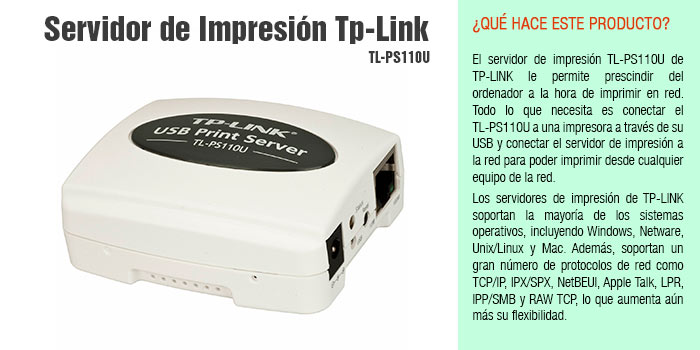 Servidor de Impresión Tp-Link
TL-PS110U
TP-LINK®
USB Print Server
TL-PS110U
¿QUÉ HACE ESTE PRODUCTO?
El servidor de impresión TL-PS110U de
TP-LINK le permite prescindir del
ordenador a la hora de imprimir en red.
Todo lo que necesita es conectar el
TL-PS110U a una impresora a través de su
USB y conectar el servidor de impresión a
la red para poder imprimir desde cualquier
equipo de la red.
Los servidores de impresión de TP-LINK
soportan la mayoría de los sistemas
operativos, incluyendo Windows, Netware,
Unix/Linux y Mac. Además, soportan un
gran número de protocolos de red como
TCP/IP, IPX/SPX, NetBEUI, Apple Talk, LPR,
IPP/SMB y RAW TCP, lo que aumenta aún
más su flexibilidad.